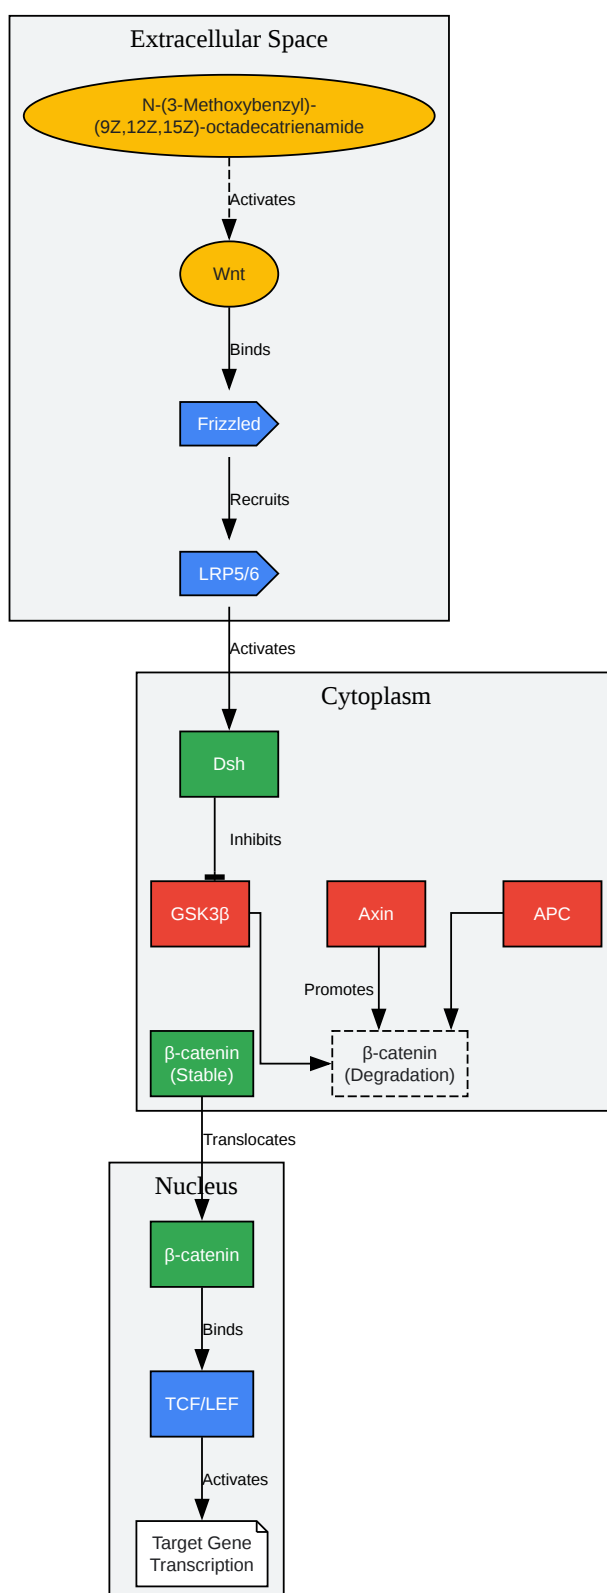 Extracellular Space
N-(3-Methoxybenzyl)-
(9Z,12Z,15Z)-octadecatrienamide
Activates
Wnt
Binds
Frizzled
Recruits
LRP5/6
Activates
Cytoplasm
Dsh
Inhibits
GSK3β
Axin
APC
Promotes
β-catenin
(Stable)
β-catenin
(Degradation)
Translocates
Nucleus
β-catenin
Binds
TCF/LEF
Activates
Target Gene
Transcription